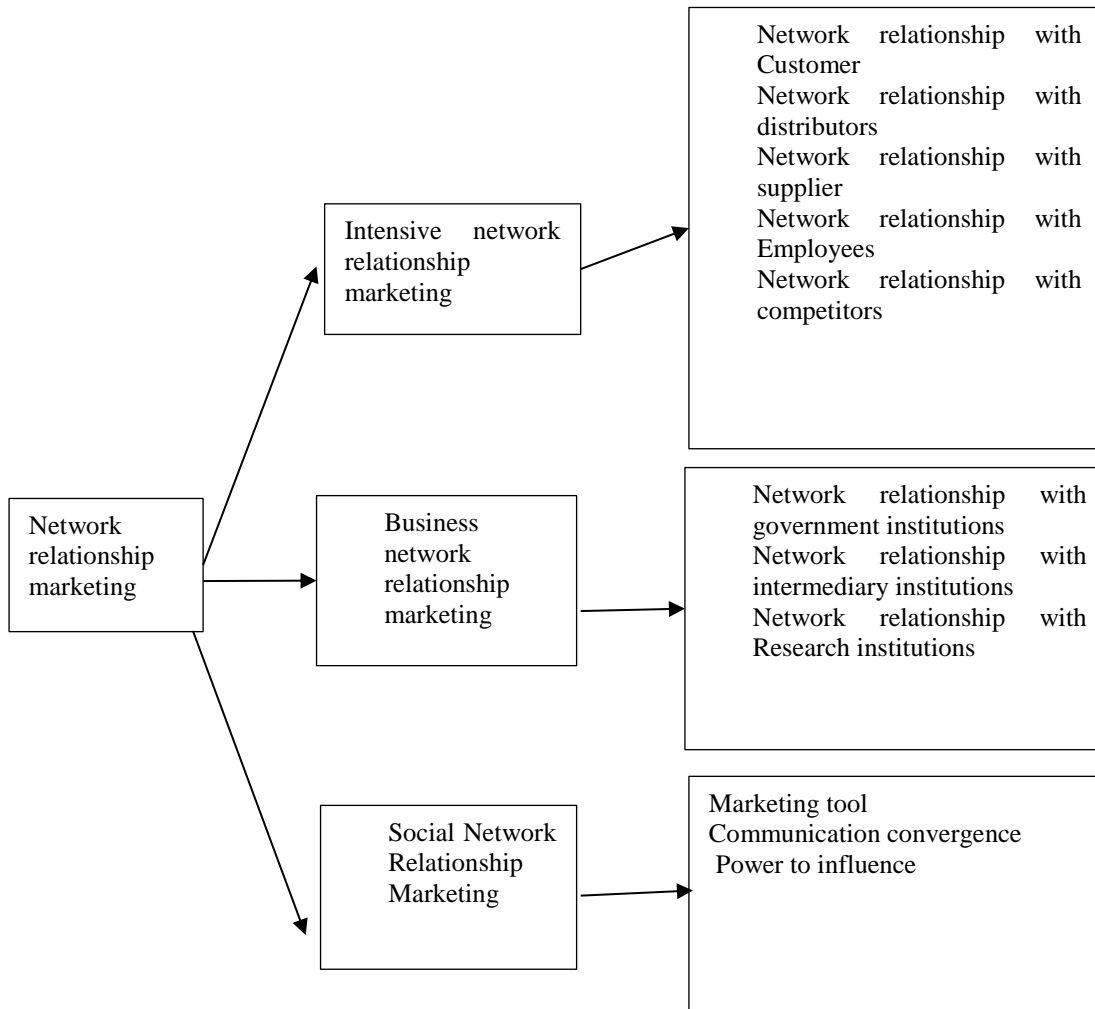 Network relationship with
Customer
Network relationship with
distributors
Network relationship with
supplier
Network relationship with
Employees
Network relationship with
competitors
Intensive network
relationship
marketing
Network
relationship
marketing
Business
network
relationship
marketing
Network relationship with
government institutions
Network relationship with
intermediary institutions
Network relationship with
Research institutions
Social Network
Relationship
Marketing
Marketing tool
Communication convergence
Power to influence